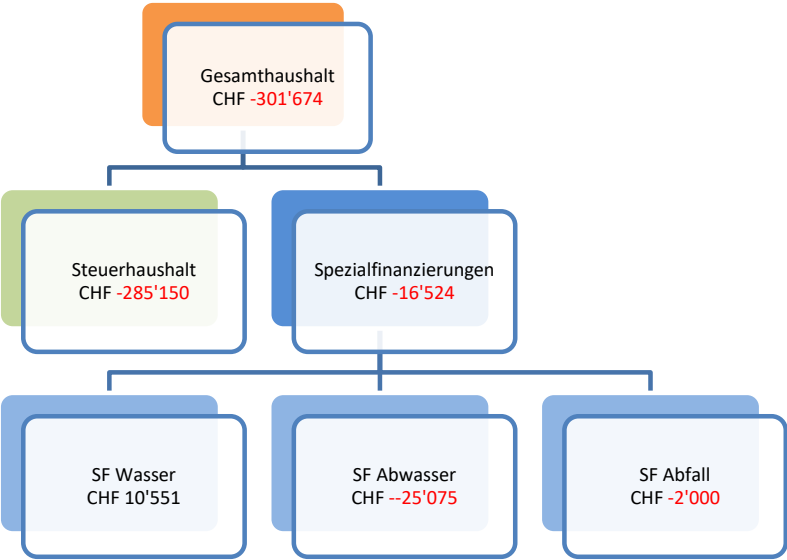 Gesamthaushalt
CHF -301'674
Steuerhaushalt
CHF -285'150
Spezialfinanzierungen
CHF -16'524
SF Wasser
CHF 10'551
SF Abwasser
CHF --25'075
SF Abfall
CHF -2'000